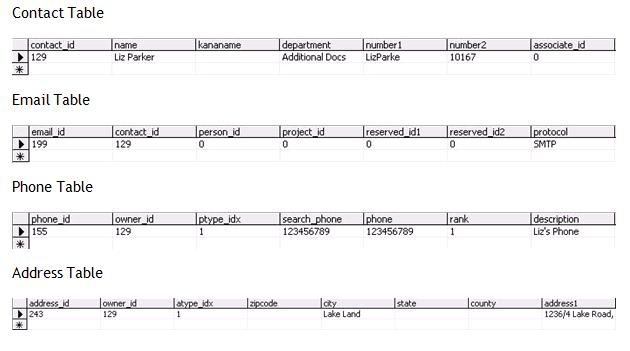 Contact Table
contact_id name kananame department number1 number2 associate_id
129 Liz Parker Additional Docs LizParke 10167 0
Email Table
email_id contact_id person_id project_id reserved_id1 reserved_id2 protocol
199 129 0 0 0 0 SMTP
Phone Table
phone_id owner_id ptype_idx search_phone phone rank description
155 129 1 123456789 123456789 1 Liz's Phone
Address Table
address_id owner_id atype_idx zipcode city state county address1
243 129 1 Lake Land 1236/4 Lake Road,